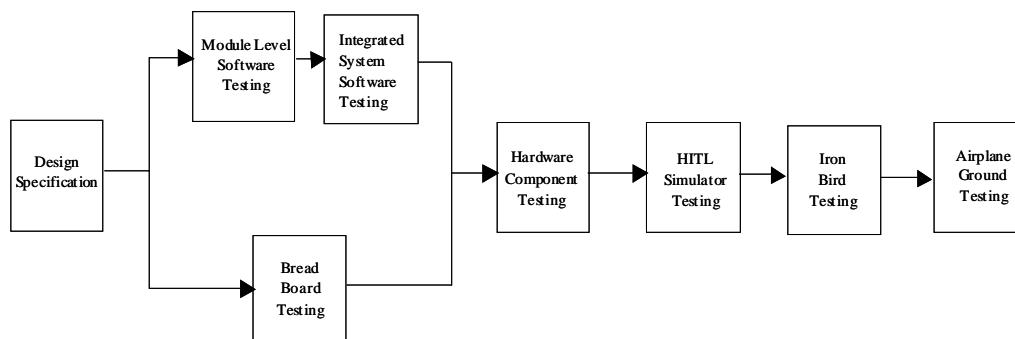 Design
Specification
Module Level
Software
Testing
Integrated
System
Software
Testing
Bread
Board
Testing
Hardware
Component
Testing
HITL
Simulator
Testing
Iron
Bird
Testing
Airplane
Ground
Testing